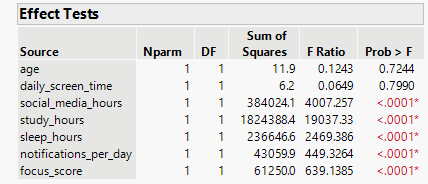 Effect Tests
Sum of
Source Nparm DF Squares F Ratio Prob > F
age 1 1 11.9 0.1243 0.7244
daily_screen_time 1 1 6.2 0.0649 0.7990
social_media_hours 1 1 384024.1 4007.257 <.0001*
study_hours 1 1 1824388.4 19037.33 <.0001*
sleep_hours 1 1 236646.6 2469.386 <.0001*
notifications_per_day 1 1 43059.9 449.3264 <.0001*
focus_score 1 1 61250.0 639.1385 <.0001*